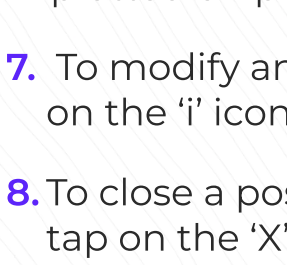 7. To modify
on the ‘i’ icon
8. To close a
tap on the ‘X’